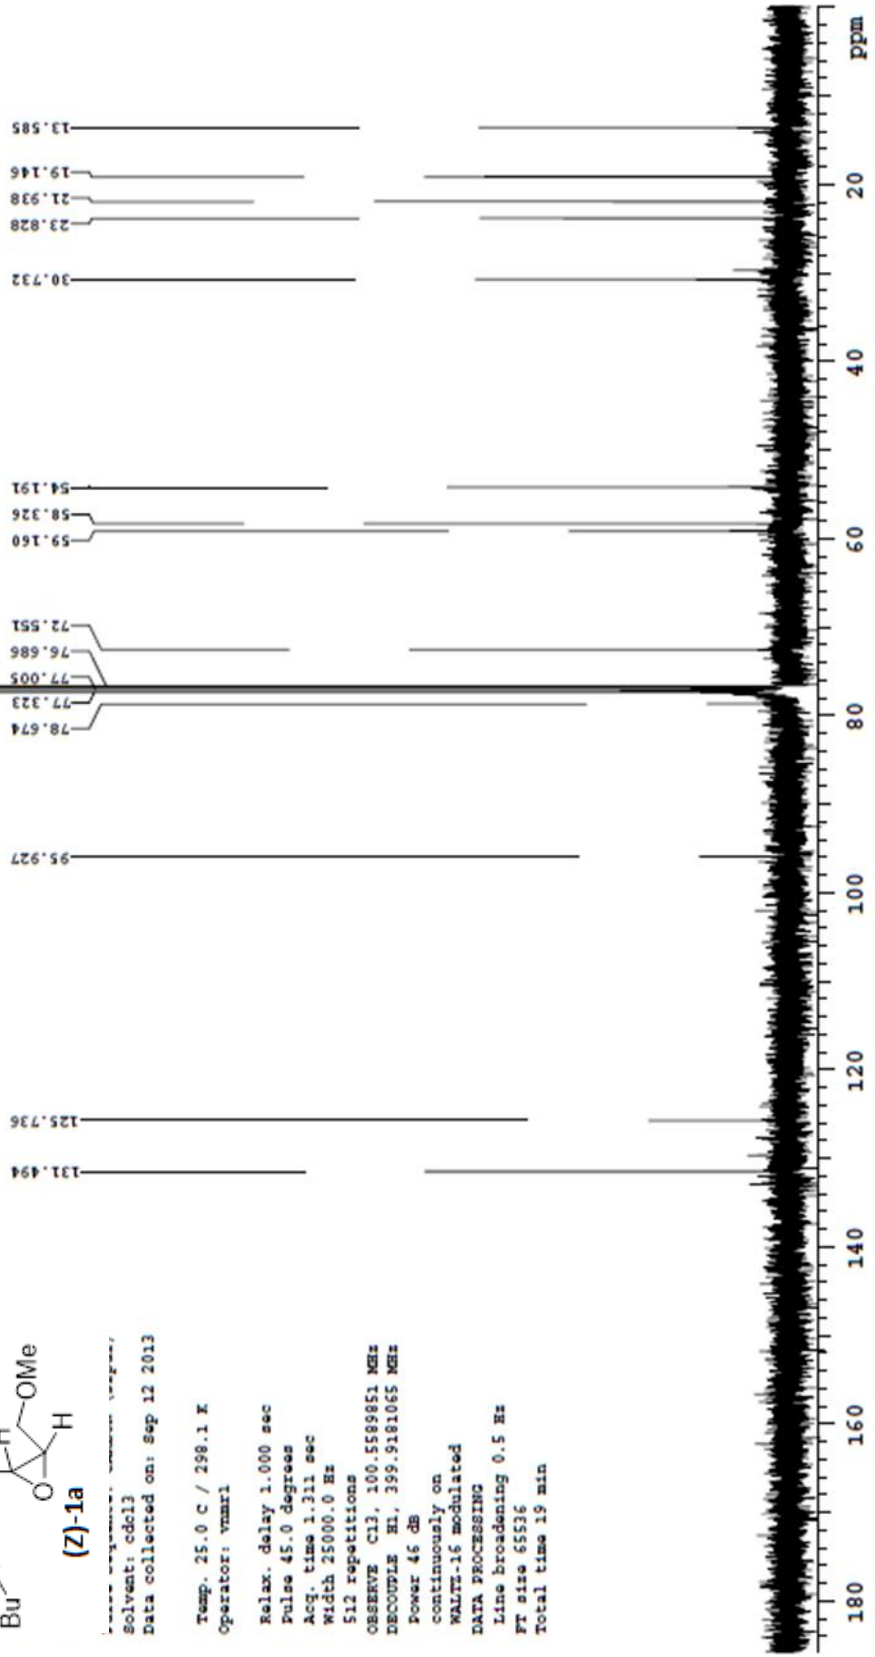 Bu
H
O
OMe
H
(Z)-1a
Solvent: cdcl3
Data collected on: Sep 12 2013
Temp. 25.0 C / 298.1 K
Operator: vnmr1
Relax. delay 1.000 sec
Pulse 45.0 degrees
Acq. time 1.311 sec
Width 25000.0 Hz
512 repetitions
OBSERVE C13, 100.5589851 MHz
DECOUPLE H1, 399.9181065 MHz
Power 46 dB
continuously on
WALTZ-16 modulated
DATA PROCESSING
Line broadening 0.5 Hz
FT size 65536
Total time 19 min
131.494
125.736
95.927
78.674
77.323
77.005
76.686
72.551
59.160
58.326
54.191
30.732
23.828
21.938
19.146
13.585
180 160 140 120 100 80 60 40 20 ppm